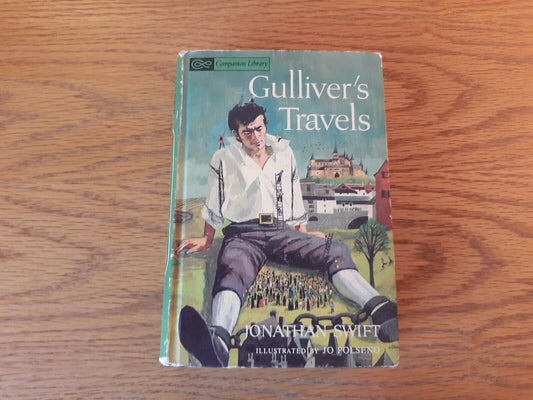 Companion Library
Gulliver's
Travels
JONATHAN SWIFT
ILLUSTRATED BY JO POLSENO